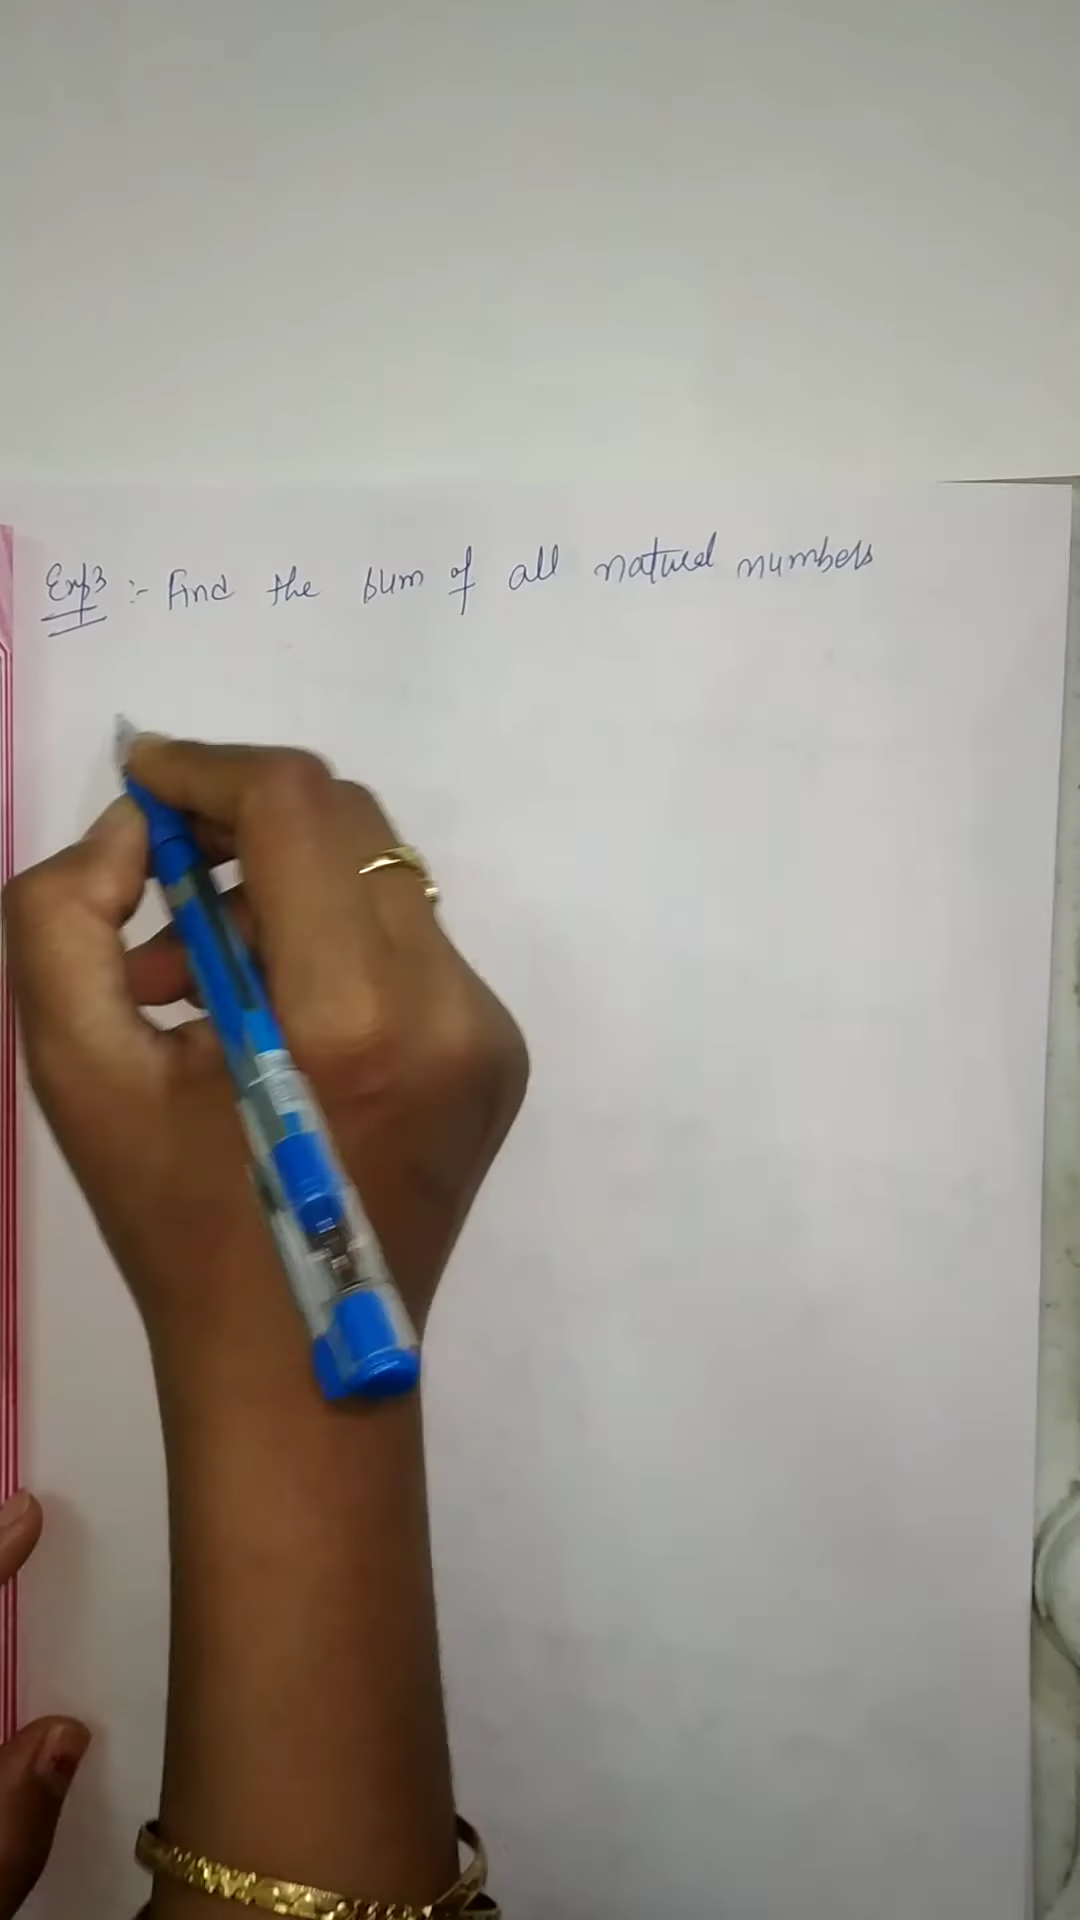 Exp3 :- Find the sum of all natural numbers